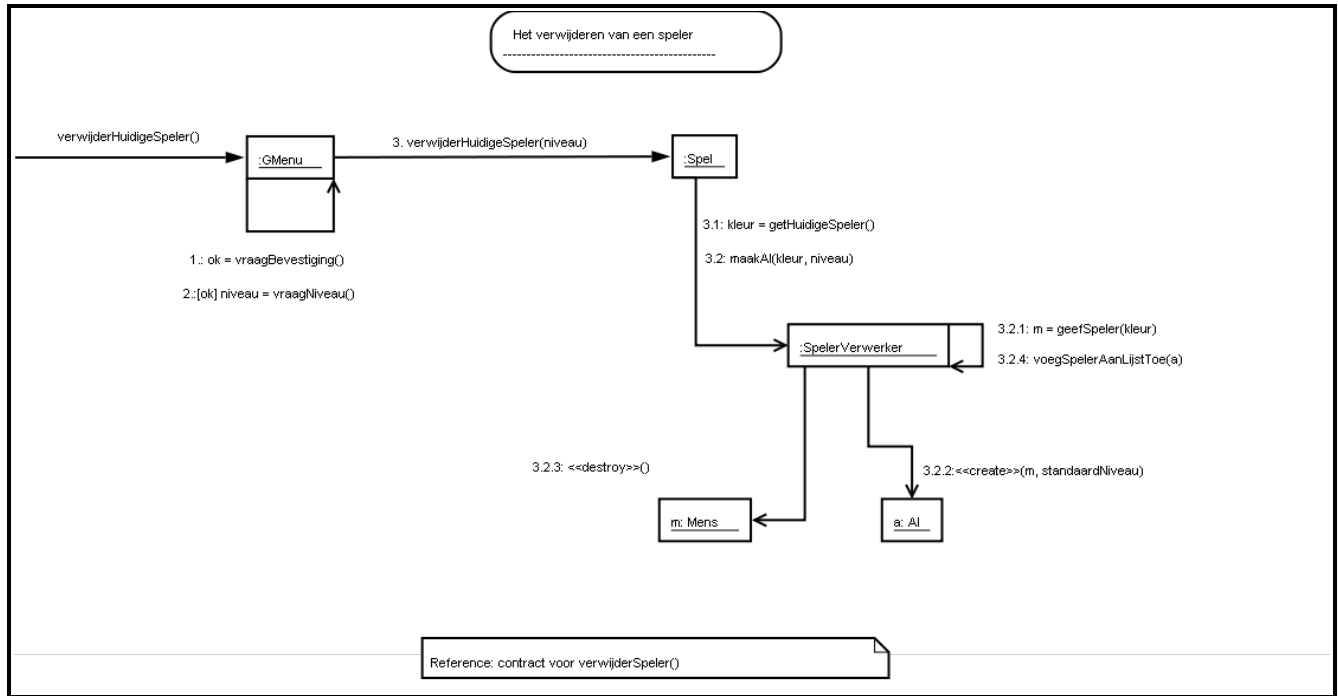 Het verwijderen van een speler
verwijderHuidigeSpeler()
:GMenu
3. verwijderHuidigeSpeler(niveau)
:Spel
1.: ok = vraagBevestiging()
2.:[ok] niveau = vraagNiveau()
3.1: kleur = getHuidigeSpeler()
3.2: maakAI(kleur, niveau)
:SpelerVerwerker
3.2.1: m = geefSpeler(kleur)
3.2.4: voegSpelerAanLijstToe(a)
3.2.3: <<destroy>>()
3.2.2:<<create>>(m, standaardNiveau)
m: Mens
a: AI
Reference: contract voor verwijderSpeler()